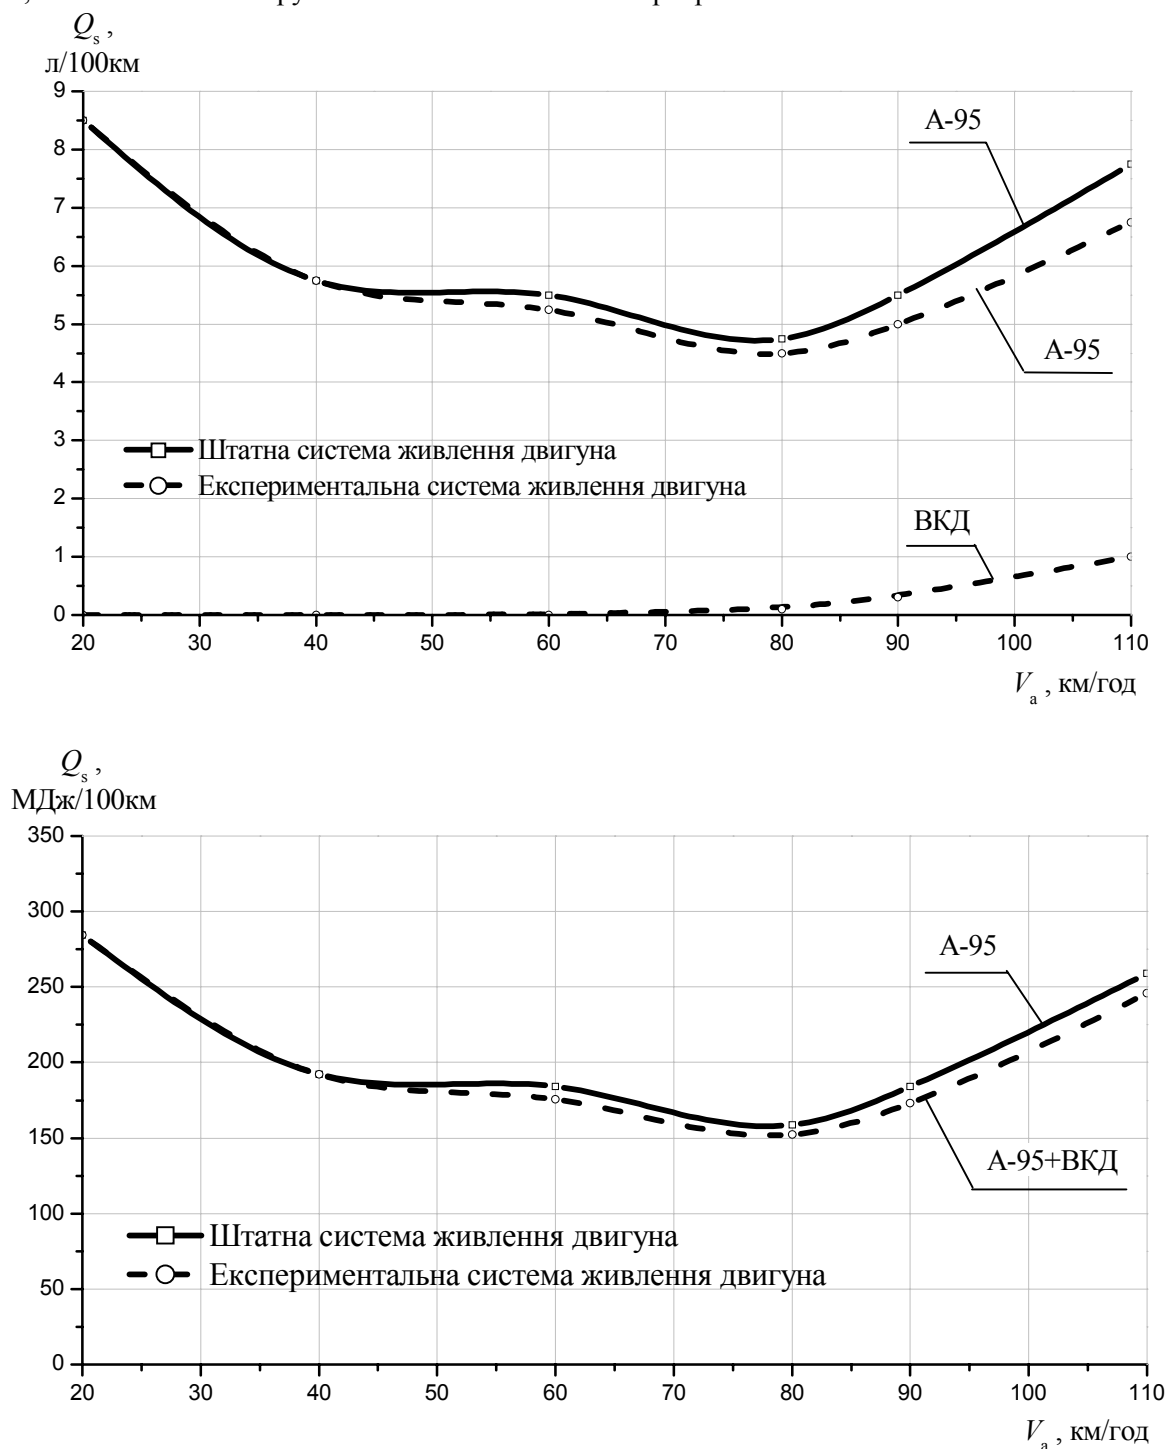 Q_s ,
л/100км
9
8
7
6
5
4
3
2
1
0
А-95
А-95
Штатна система живлення двигуна
Експериментальна система живлення двигуна
ВКД
20 30 40 50 60 70 80 90 100 110
V_a , км/год
Q_s ,
МДж/100км
350
300
250
200
150
100
50
0
А-95
А-95+ВКД
Штатна система живлення двигуна
Експериментальна система живлення двигуна
20 30 40 50 60 70 80 90 100 110
V_a , км/год